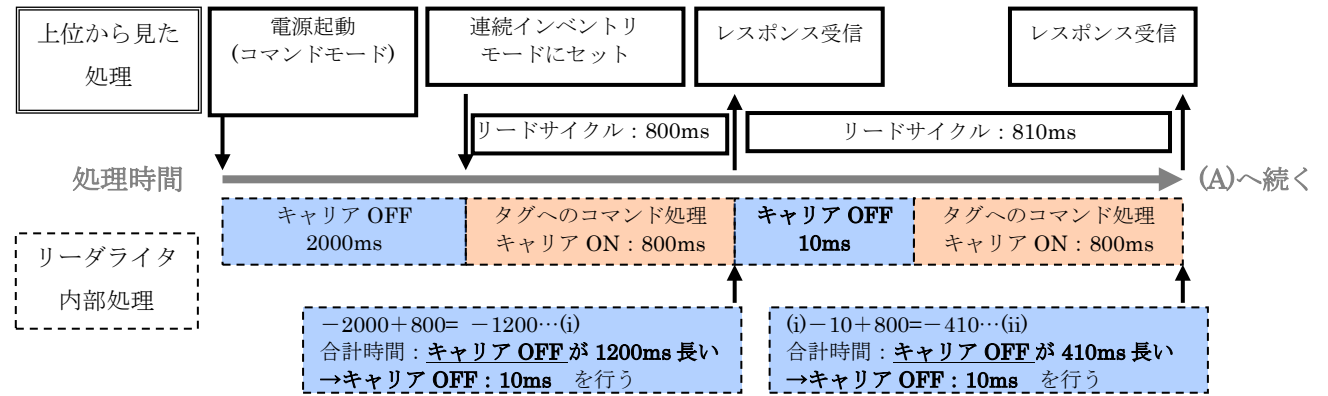 上位から見た
処理
電源起動
(コマンドモード)
連続インベントリ
モードにセット
レスポンス受信
レスポンス受信
リードサイクル：800ms
リードサイクル：810ms
処理時間
(A)へ続く
キャリア OFF
2000ms
タグへのコマンド処理
キャリア ON：800ms
キャリア OFF
10ms
タグへのコマンド処理
キャリア ON：800ms
リーダライタ
内部処理
－2000＋800= －1200…(i)
合計時間：キャリア OFF が 1200ms 長い
→キャリア OFF：10ms　を行う
(i)－10＋800=－410…(ii)
合計時間：キャリア OFF が 410ms 長い
→キャリア OFF：10ms　を行う